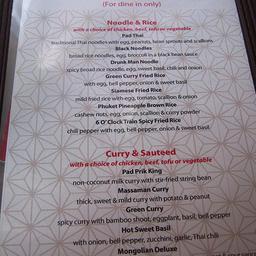 (For dine in only)
Noodle & Rice
with a choice of chicken, beef, tofu or vegetable
Pad Thai
traditional Thai noodles with egg, peanuts, bean sprouts and scallions
Black Noodles
broad rice noodles, egg, broccoli in a black bean sauce
Drunk Man Noodle
spicy broad rice noodle, egg, sweet basil, chili and onion
Green Curry Fried Rice
with egg, bell pepper, onion & sweet basil
Siamese Fried Rice
mild fried rice with egg, tomato, scallion & onion
Phuket Pineapple Brown Rice
cashew nuts, egg, onion, scallion & curry powder
6 O'Clock Train Spicy Fried Rice
chili pepper with egg, bell pepper, onion & sweet basil
Curry & Sauteed
with a choice of chicken, beef, tofu or vegetable
Pad Prik King
non-coconut milk curry with stir-fried string bean
Massaman Curry
thick, sweet & mild curry with potato & peanut
Green Curry
spicy curry with bamboo shoot, eggplant, basil, bell pepper
Hot Sweet Basil
with onion, bell pepper, zucchini, garlic, Thai chili
Mongolian Deluxe